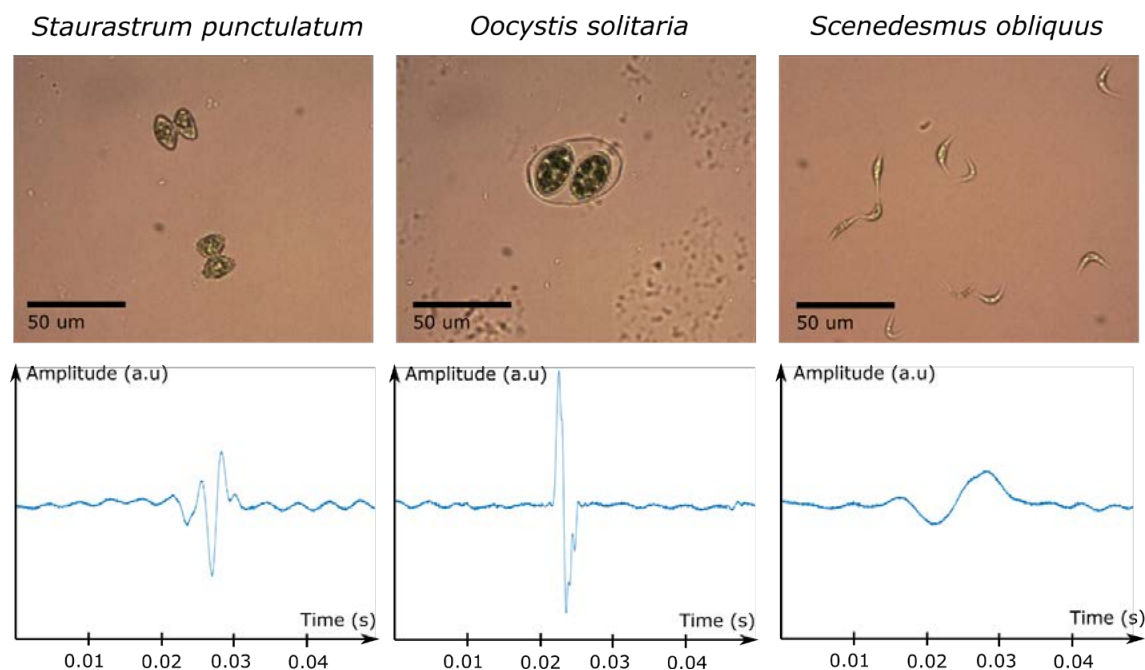 Staurastrum punctulatum
Oocystis solitaria
Scenedesmus obliquus
50 um
50 um
50 um
Amplitude (a.u)
Amplitude (a.u)
Amplitude (a.u)
Time (s)
Time (s)
Time (s)
0.01 0.02 0.03 0.04
0.01 0.02 0.03 0.04
0.01 0.02 0.03 0.04